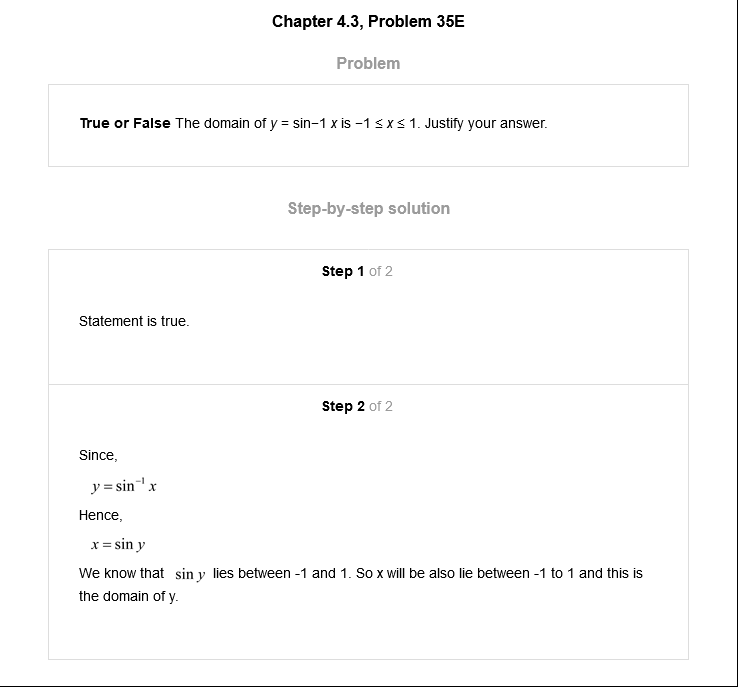 Chapter 4.3, Problem 35E
Problem
True or False The domain of y = sin−1 x is −1 ≤ x ≤ 1. Justify your answer.
Step-by-step solution
Step 1 of 2
Statement is true.
Step 2 of 2
Since,
y = sin⁻¹ x
Hence,
x = sin y
We know that sin y lies between -1 and 1. So x will be also lie between -1 to 1 and this is
the domain of y.